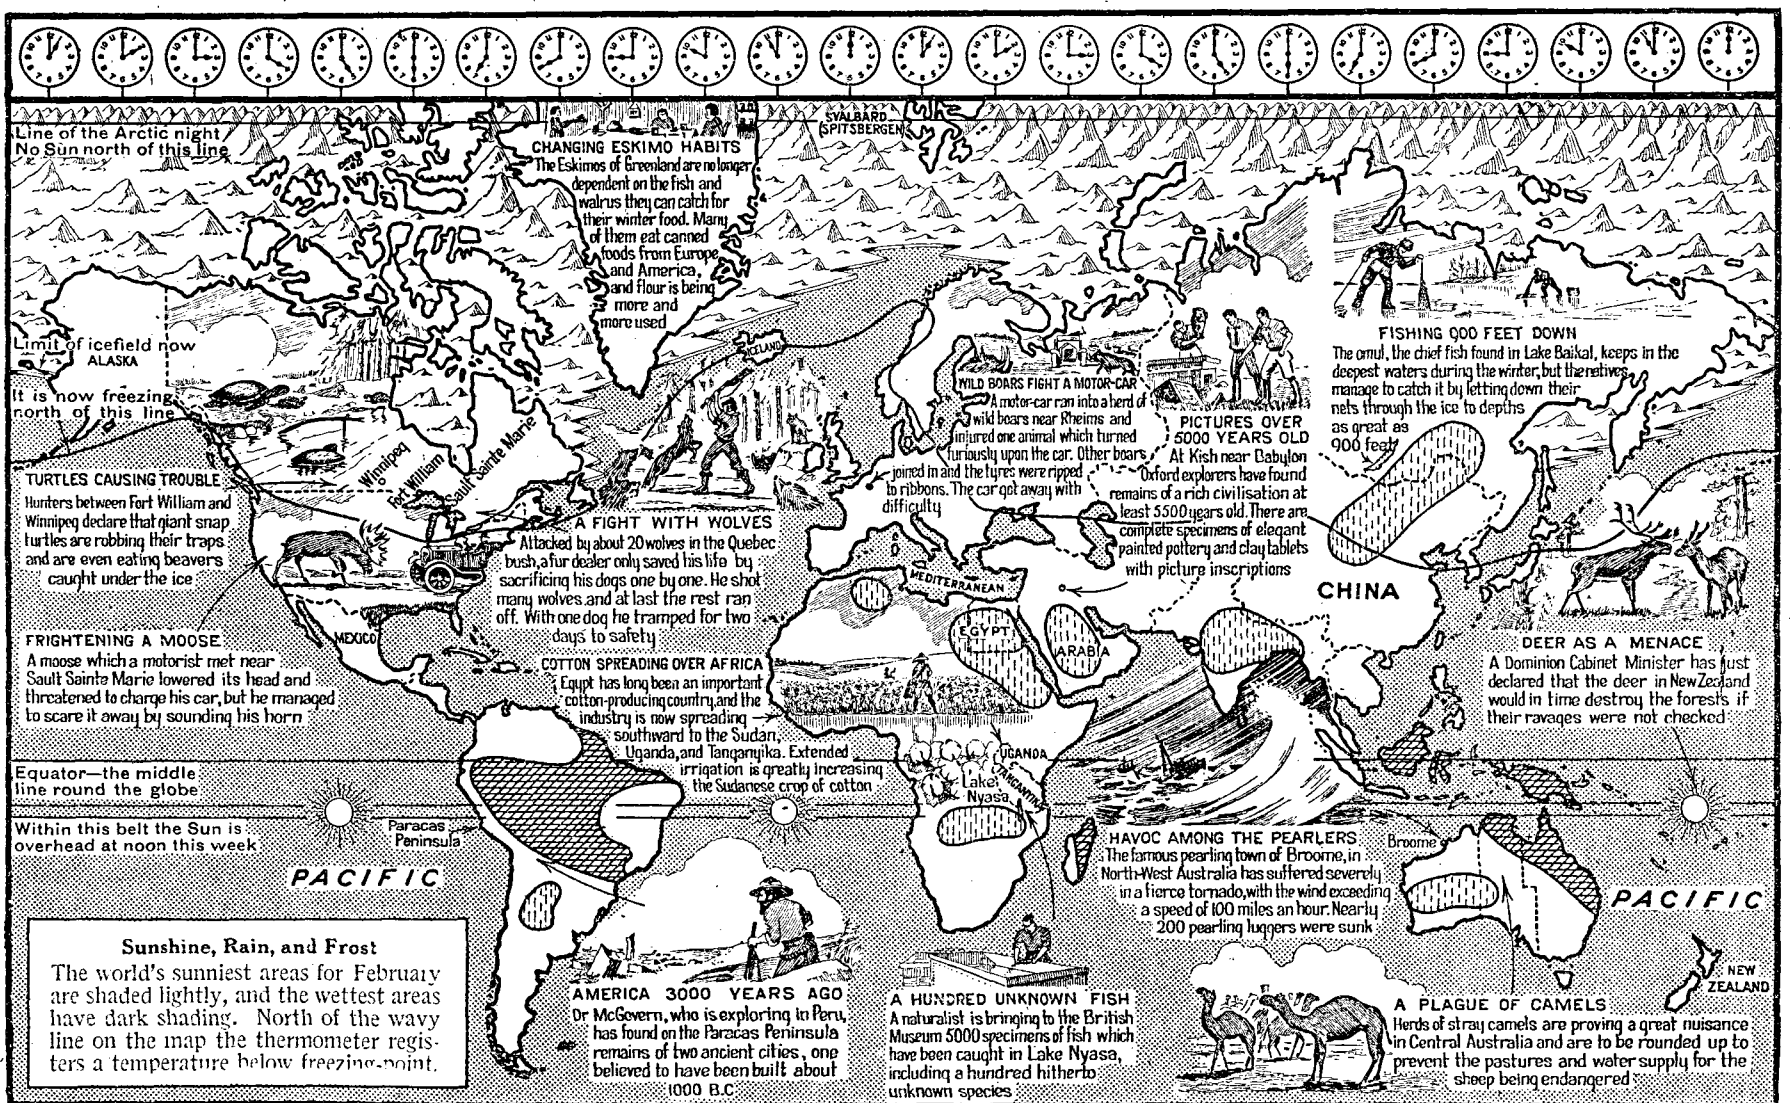 SVALBARD
(SPITSBERGEN)
Line of the Arctic night
No Sun north of this line
CHANGING ESKIMO HABITS
The Eskimos of Greenland are no longer
dependent on the fish and
walrus they can catch for
their winter food. Many
of them eat canned
foods from Europe
and America,
and flour is being
more and
more used
Limit of icefield now
ALASKA
It is now freezing
north of this line
ICELAND
Winnipeg
Fort William
Sault Sainte Marie
WILD BOARS FIGHT A MOTOR-CAR
A motor-car ran into a herd of
wild boars near Rheims and
injured one animal which turned
furiously upon the car. Other boars
joined in and the tyres were ripped
to ribbons. The car got away with
difficulty
PICTURES OVER
5000 YEARS OLD
At Kish near Babylon
Oxford explorers have found
remains of a rich civilisation at
least 5500 years old. There are
complete specimens of elegant
painted pottery and clay tablets
with picture inscriptions
FISHING 900 FEET DOWN
The omul, the chief fish found in Lake Baikal, keeps in the
deepest waters during the winter, but the natives
manage to catch it by letting down their
nets through the ice to depths
as great as
900 feet
TURTLES CAUSING TROUBLE
Hunters between Fort William and
Winnipeg declare that giant snap
turtles are robbing their traps
and are even eating beavers
caught under the ice
A FIGHT WITH WOLVES
Attacked by about 20 wolves in the Quebec
bush, a fur dealer only saved his life by
sacrificing his dogs one by one. He shot
many wolves and at last the rest ran
off. With one dog he tramped for two
days to safety
MEDITERRANEAN
CHINA
MEXICO
EGYPT
ARABIA
FRIGHTENING A MOOSE
A moose which a motorist met near
Sault Sainte Marie lowered its head and
threatened to charge his car, but he managed
to scare it away by sounding his horn
COTTON SPREADING OVER AFRICA
Egypt has long been an important
cotton-producing country, and the
industry is now spreading
southward to the Sudan,
Uganda, and Tanganyika. Extended
irrigation is greatly increasing
the Sudanese crop of cotton
DEER AS A MENACE
A Dominion Cabinet Minister has just
declared that the deer in New Zealand
would in time destroy the forests if
their ravages were not checked
UGANDA
TANGANYIKA
Lake
Nyasa
Equator—the middle
line round the globe
Within this belt the Sun is
overhead at noon this week
Paracas
Peninsula
PACIFIC
HAVOC AMONG THE PEARLERS
The famous pearling town of Broome, in
North-West Australia has suffered severely
in a fierce tornado, with the wind exceeding
a speed of 100 miles an hour. Nearly
200 pearling luggers were sunk
Broome
PACIFIC
NEW
ZEALAND
Sunshine, Rain, and Frost
The world's sunniest areas for February
are shaded lightly, and the wettest areas
have dark shading. North of the wavy
line on the map the thermometer regis-
ters a temperature below freezing-point.
AMERICA 3000 YEARS AGO
Dr McGovern, who is exploring in Peru,
has found on the Paracas Peninsula
remains of two ancient cities, one
believed to have been built about
1000 B.C
A HUNDRED UNKNOWN FISH
A naturalist is bringing to the British
Museum 5000 specimens of fish which
have been caught in Lake Nyasa,
including a hundred hitherto
unknown species
A PLAGUE OF CAMELS
Herds of stray camels are proving a great nuisance
in Central Australia and are to be rounded up to
prevent the pastures and water supply for the
sheep being endangered